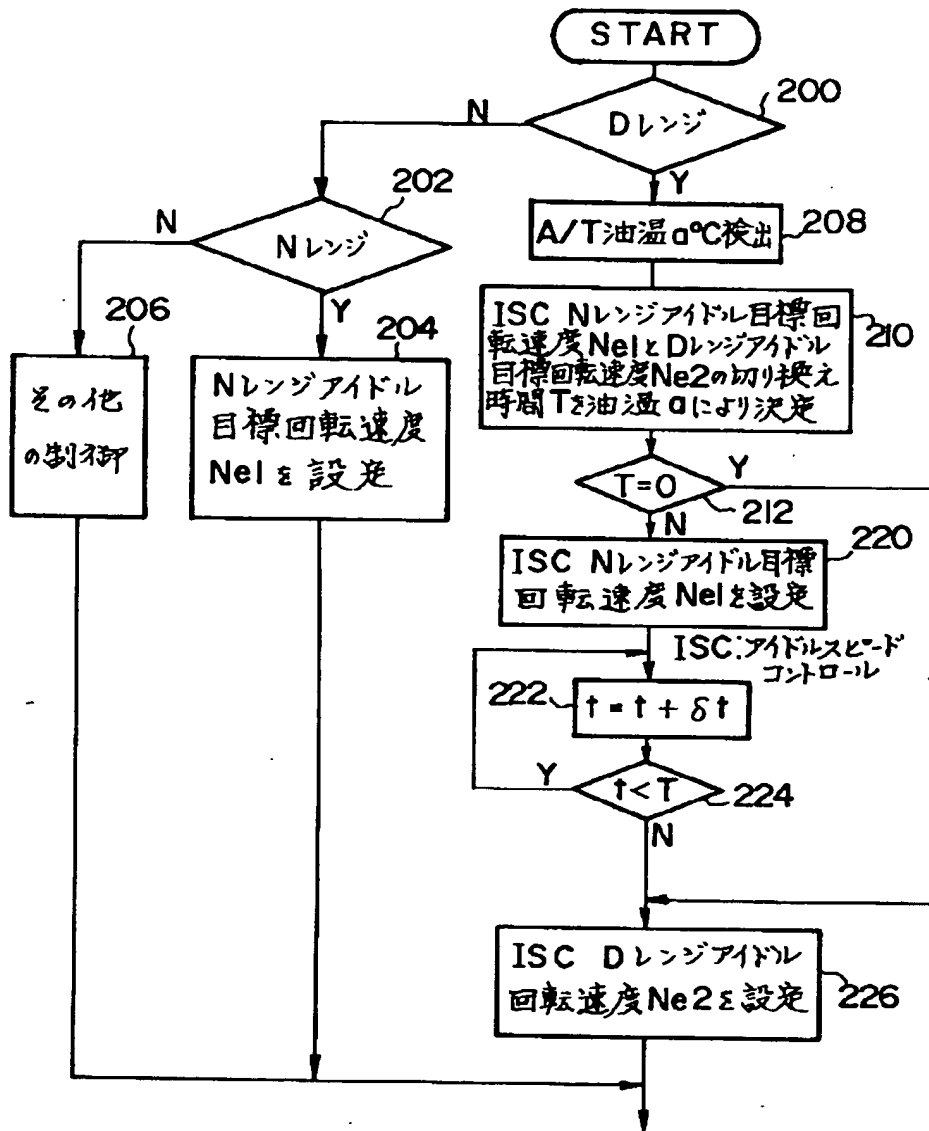 START
200
N
Dレンジ
Y
202
N
Nレンジ
Y
A/T油温a°C検出
208
206
その他
の制御
204
Nレンジアイドル
目標回転速度
Ne1を設定
ISC Nレンジアイドル目標回
転速度Ne1とDレンジアイドル
目標回転速度Ne2の切り換え
時間Tを油温aにより決定
210
T=0
Y
212
N
220
ISC Nレンジアイドル目標
回転速度Ne1を設定
ISC:アイドルスピード
コントロール
222
t=t+δt
Y
t<T
224
N
ISC Dレンジアイドル
回転速度Ne2を設定
226